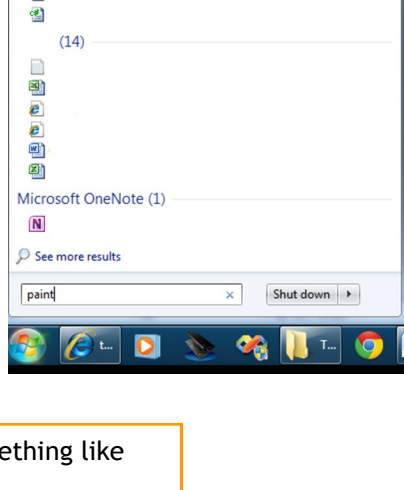 (14)
Microsoft OneNote (1)
See more results
paint
Shut down
t...
T...
ething like